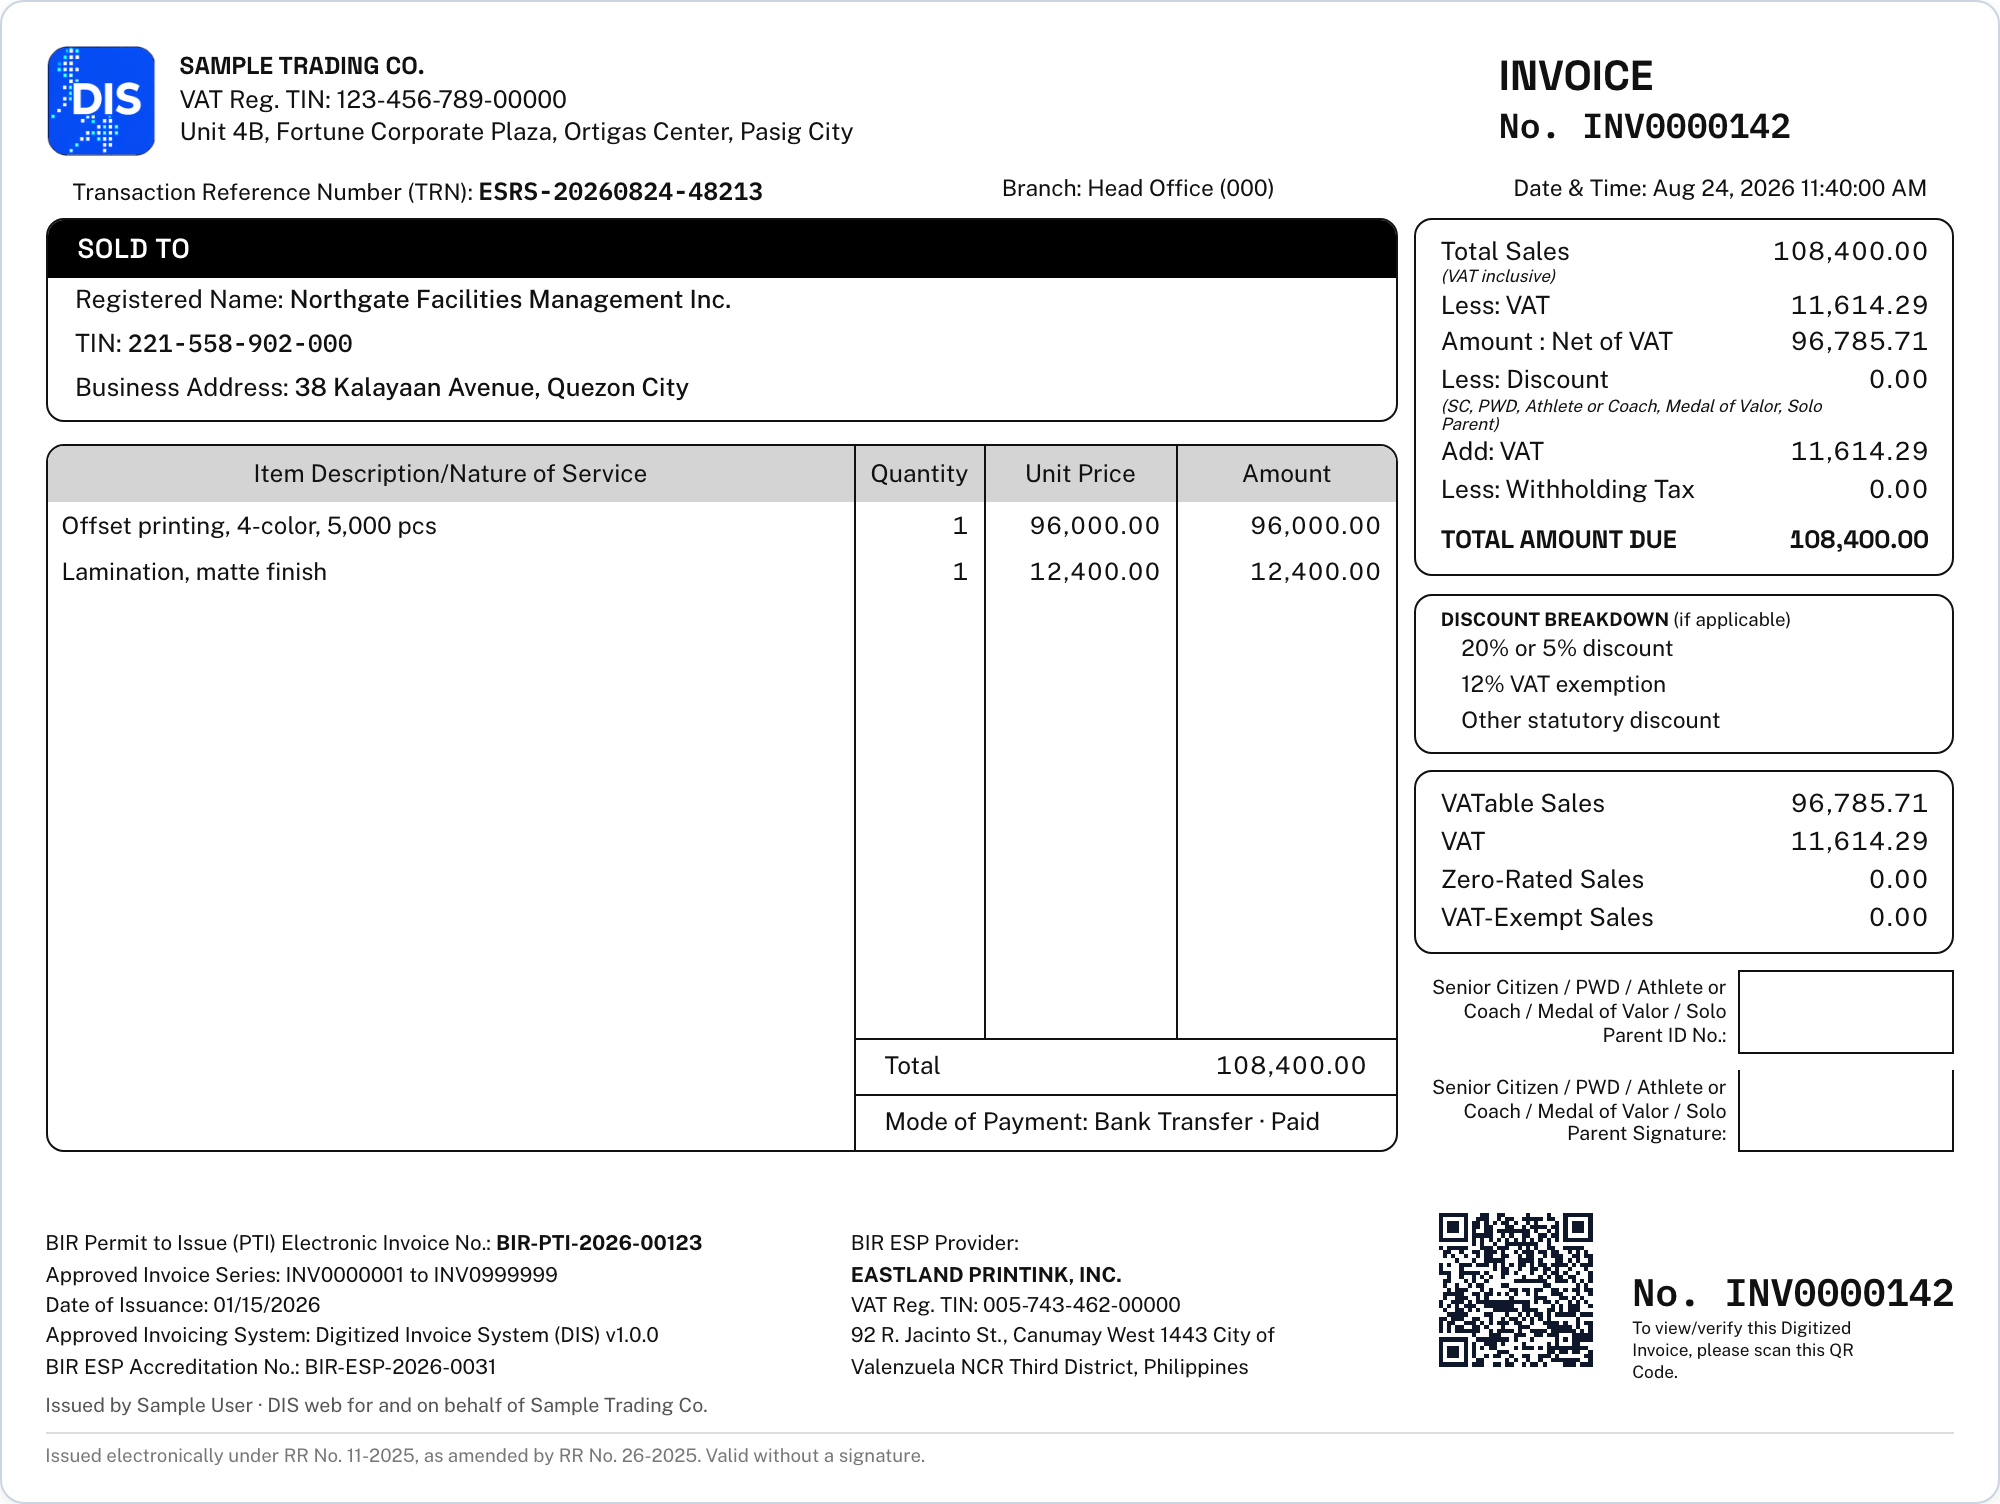 DIS
SAMPLE TRADING CO.
VAT Reg. TIN: 123-456-789-00000
Unit 4B, Fortune Corporate Plaza, Ortigas Center, Pasig City
INVOICE
No. INV0000142
Transaction Reference Number (TRN): ESRS-20260824-48213
Branch: Head Office (000)
Date & Time: Aug 24, 2026 11:40:00 AM
SOLD TO
Registered Name: Northgate Facilities Management Inc.
TIN: 221-558-902-000
Business Address: 38 Kalayaan Avenue, Quezon City
Item Description/Nature of Service Quantity Unit Price Amount
Offset printing, 4-color, 5,000 pcs 1 96,000.00 96,000.00
Lamination, matte finish 1 12,400.00 12,400.00
Total 108,400.00
Mode of Payment: Bank Transfer · Paid
Total Sales 108,400.00
(VAT inclusive)
Less: VAT 11,614.29
Amount : Net of VAT 96,785.71
Less: Discount 0.00
(SC, PWD, Athlete or Coach, Medal of Valor, Solo
Parent)
Add: VAT 11,614.29
Less: Withholding Tax 0.00
TOTAL AMOUNT DUE 108,400.00
DISCOUNT BREAKDOWN (if applicable)
20% or 5% discount
12% VAT exemption
Other statutory discount
VATable Sales 96,785.71
VAT 11,614.29
Zero-Rated Sales 0.00
VAT-Exempt Sales 0.00
Senior Citizen / PWD / Athlete or
Coach / Medal of Valor / Solo
Parent ID No.:
Senior Citizen / PWD / Athlete or
Coach / Medal of Valor / Solo
Parent Signature:
BIR Permit to Issue (PTI) Electronic Invoice No.: BIR-PTI-2026-00123
Approved Invoice Series: INV0000001 to INV0999999
Date of Issuance: 01/15/2026
Approved Invoicing System: Digitized Invoice System (DIS) v1.0.0
BIR ESP Accreditation No.: BIR-ESP-2026-0031
Issued by Sample User · DIS web for and on behalf of Sample Trading Co.
BIR ESP Provider:
EASTLAND PRINTINK, INC.
VAT Reg. TIN: 005-743-462-00000
92 R. Jacinto St., Canumay West 1443 City of
Valenzuela NCR Third District, Philippines
No. INV0000142
To view/verify this Digitized
Invoice, please scan this QR
Code.
Issued electronically under RR No. 11-2025, as amended by RR No. 26-2025. Valid without a signature.